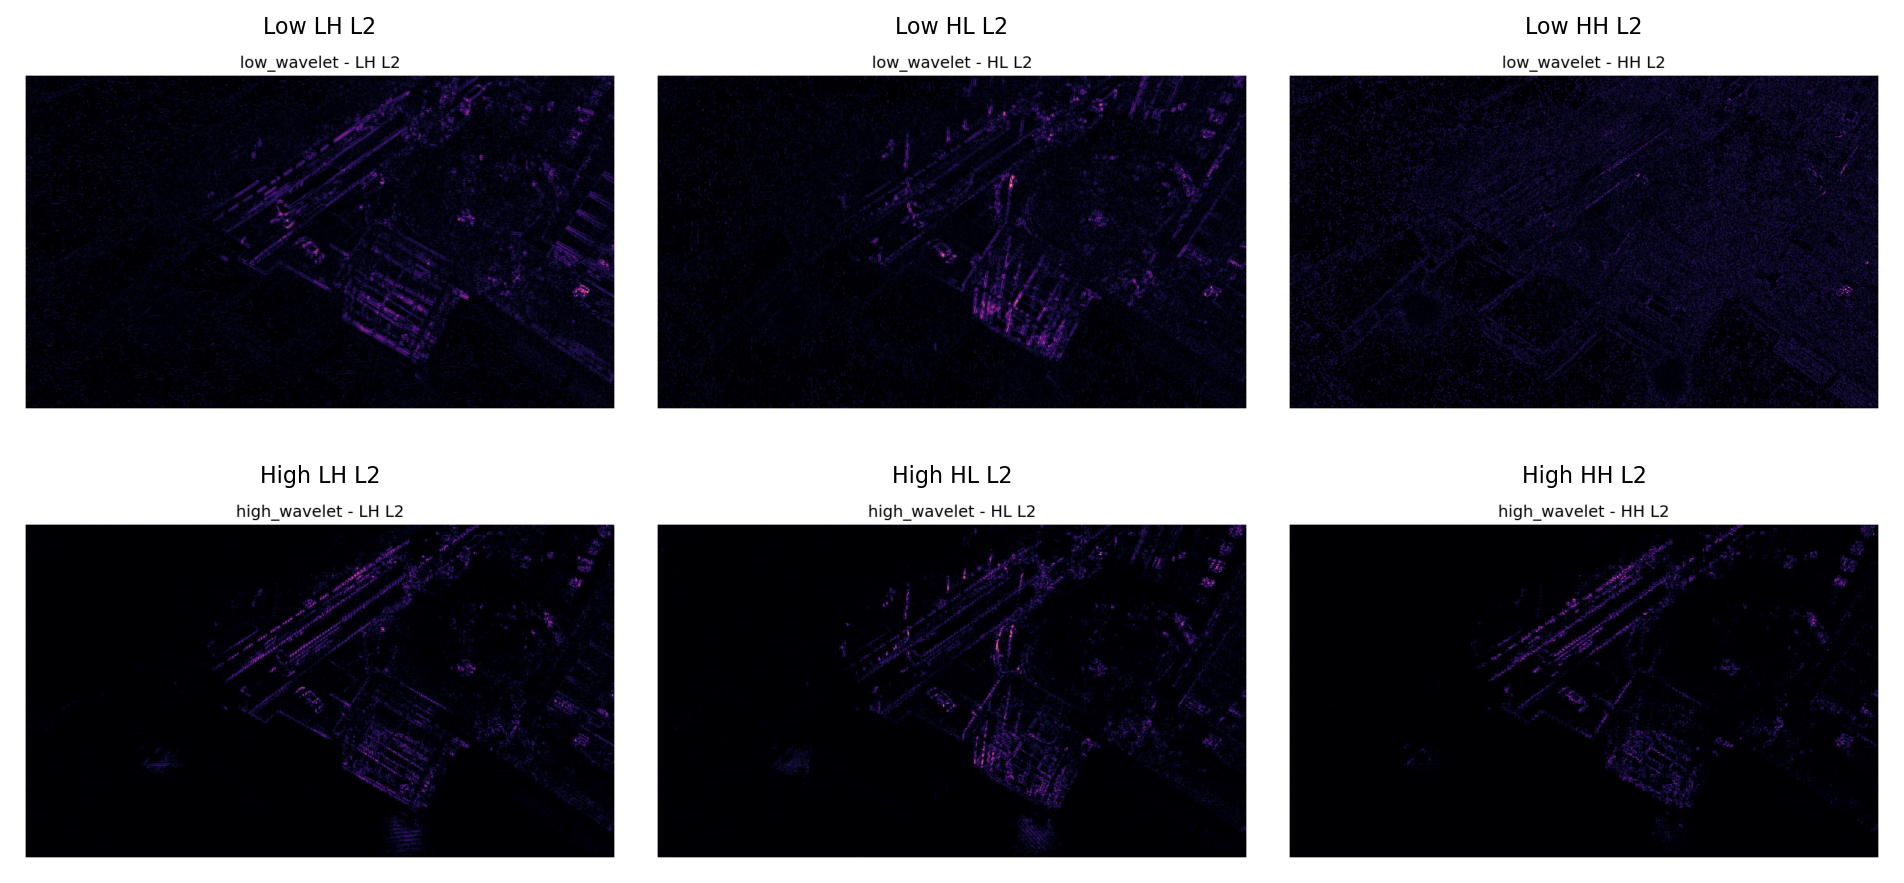 Low LH L2
Low HL L2
Low HH L2
low_wavelet - LH L2
low_wavelet - HL L2
low_wavelet - HH L2
High LH L2
High HL L2
High HH L2
high_wavelet - LH L2
high_wavelet - HL L2
high_wavelet - HH L2